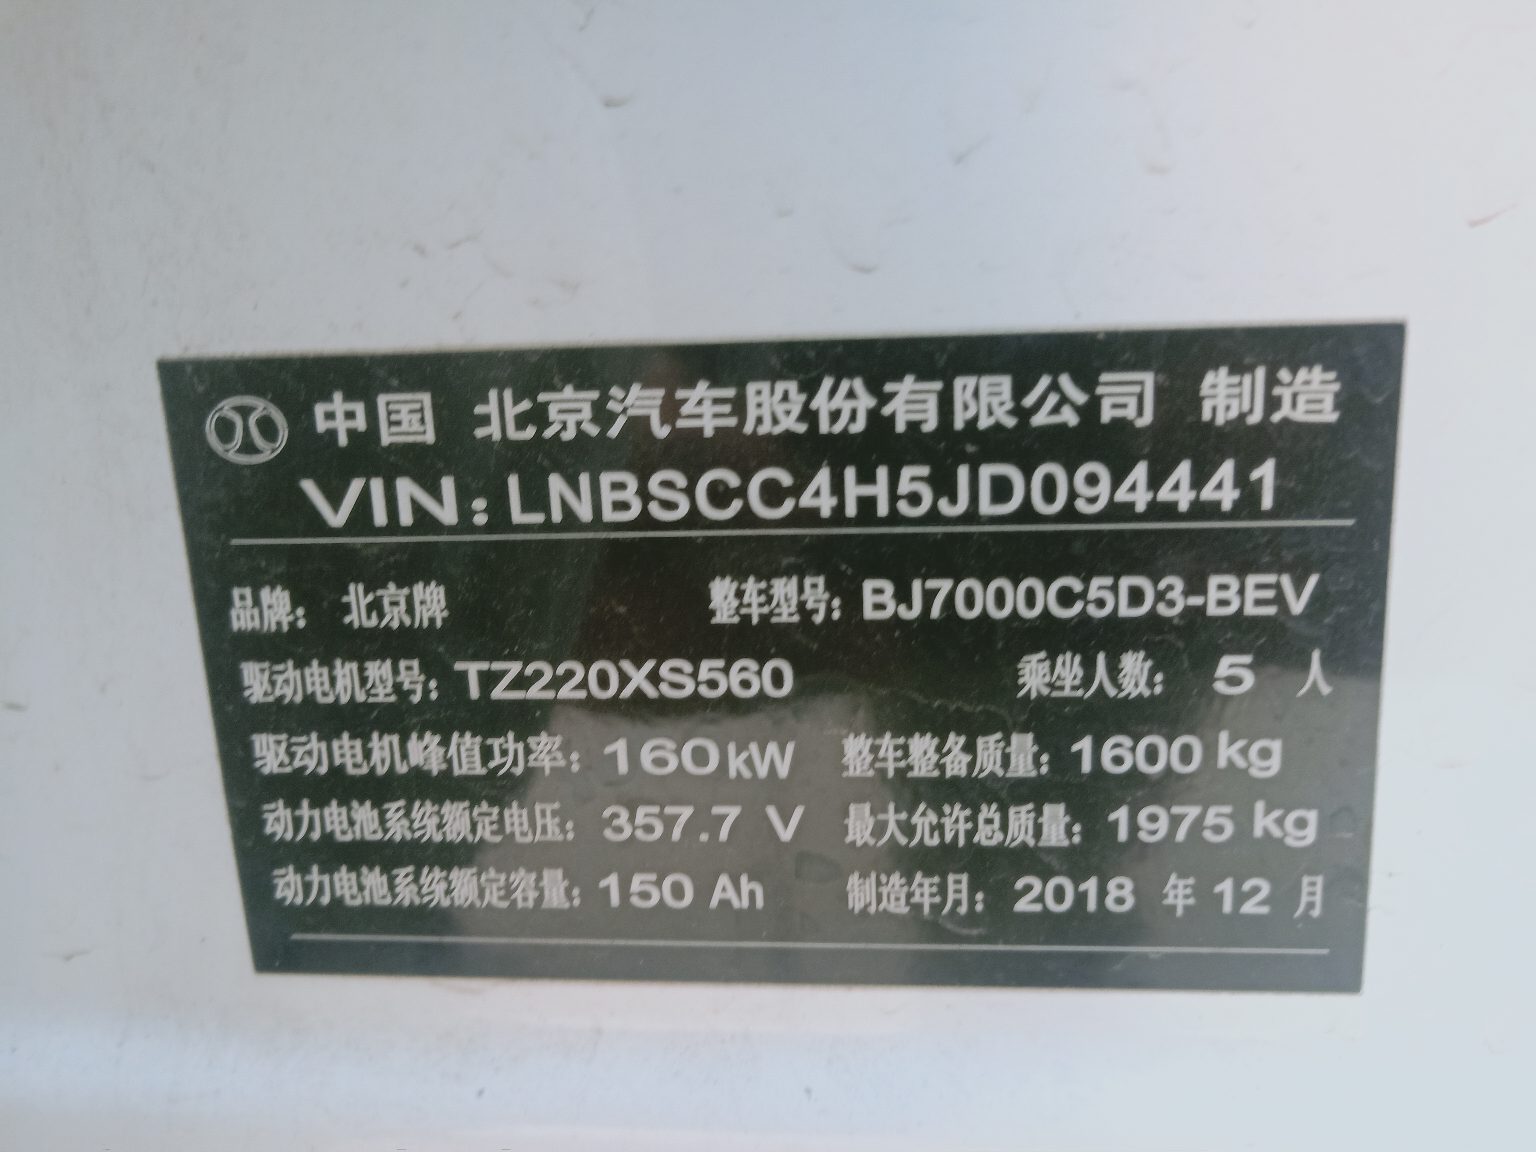 中国 北京汽车股份有限公司 制造
VIN: LNBSCC4H5JD094441
品牌: 北京牌 整车型号: BJ7000C5D3-BEV
驱动电机型号: TZ220XS560 乘坐人数: 5 人
驱动电机峰值功率: 160kW 整车整备质量: 1600 kg
动力电池系统额定电压: 357.7 V 最大允许总质量: 1975 kg
动力电池系统额定容量: 150 Ah 制造年月: 2018 年 12 月